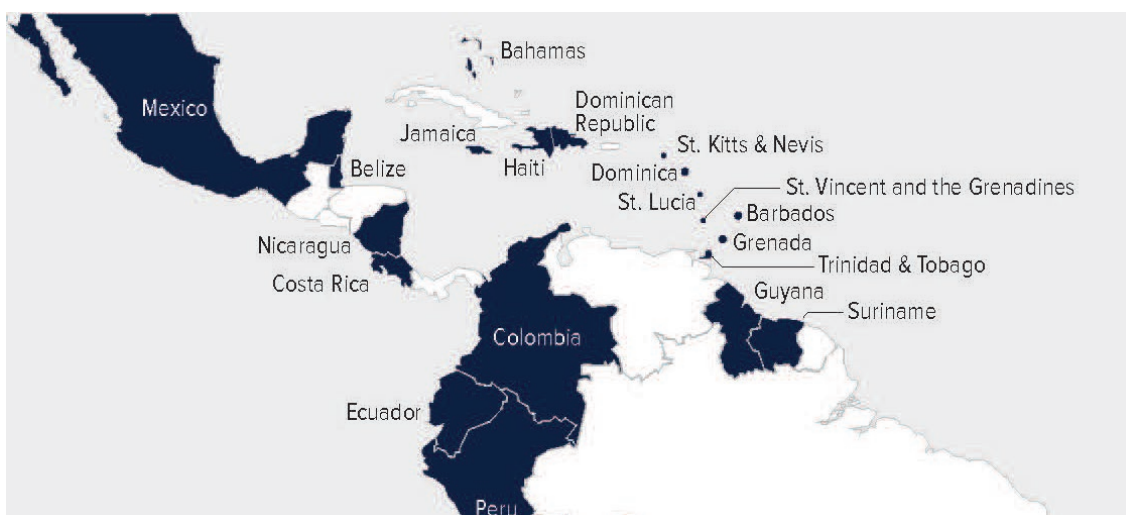 Bahamas
Mexico
Dominican
Republic
Jamaica
St. Kitts & Nevis
Haiti
Belize
Dominica
St. Vincent and the Grenadines
St. Lucia
Barbados
Nicaragua
Grenada
Trinidad & Tobago
Costa Rica
Guyana
Suriname
Colombia
Ecuador
Peru